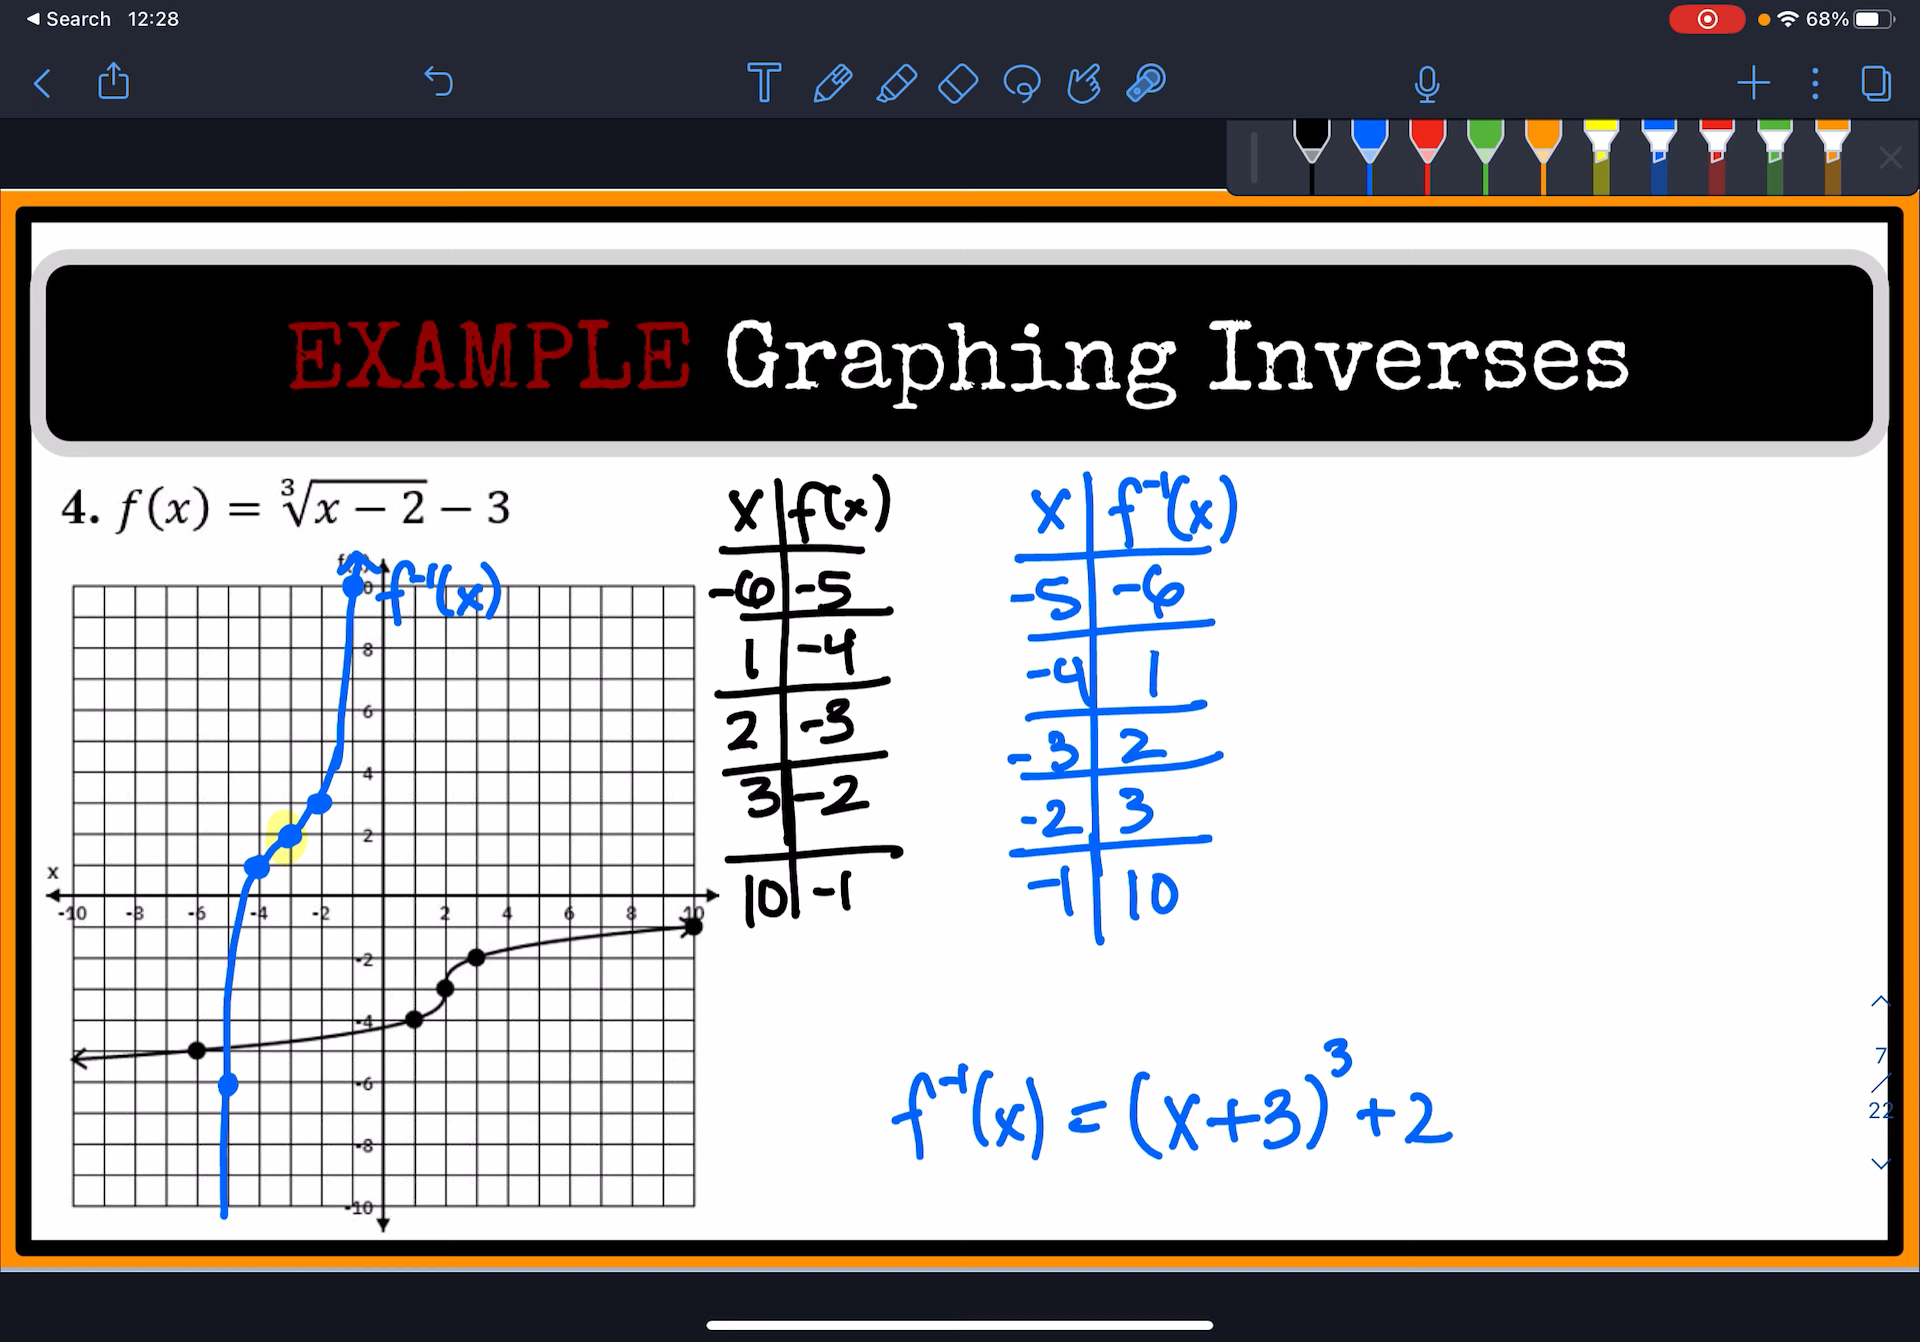 Search 12:28 68%
EXAMPLE Graphing Inverses
4. f(x) = ∛(x − 2) − 3
x | f(x)
-6 | -5
1 | -4
2 | -3
3 | -2
10 | -1
x | f⁻¹(x)
-5 | -6
-4 | 1
-3 | 2
-2 | 3
-1 | 10
f⁻¹(x)
8
6
4
2
x
-10 -8 -6 -4 -2 2 4 6 8 10
-2
-4
-6
-8
-10
f⁻¹(x) = (x+3)³ + 2
7
/
22